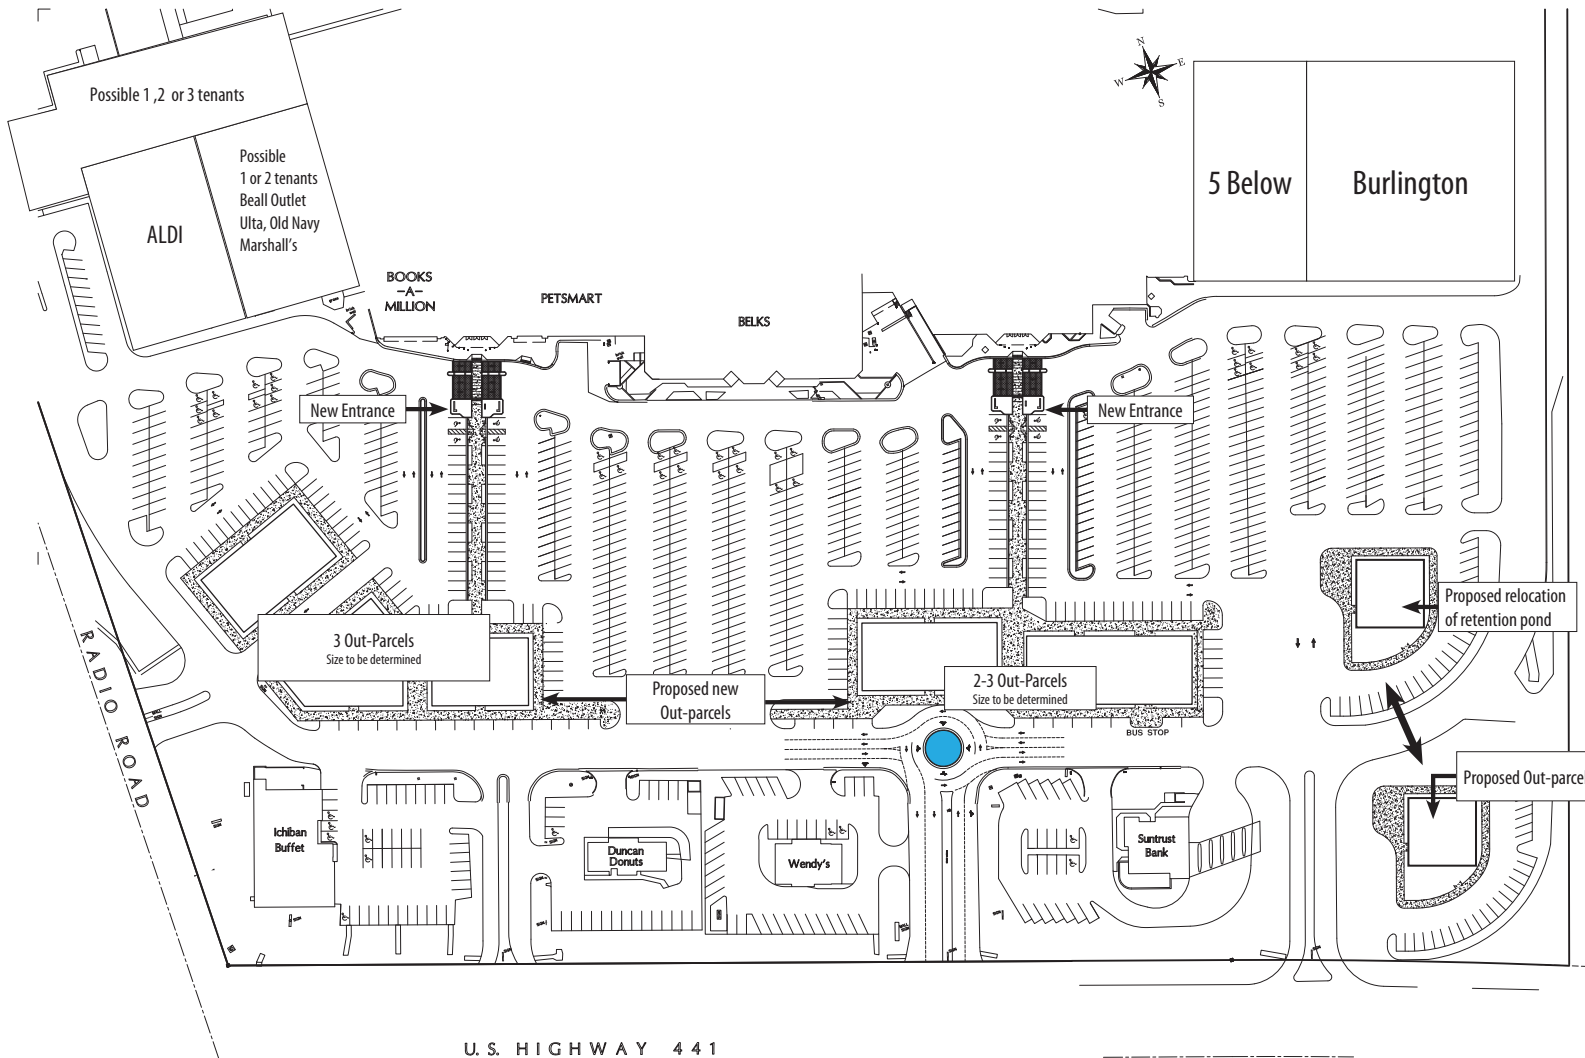 Possible 1 ,2 or 3 tenants
Possible
1 or 2 tenants
Beall Outlet
Ulta, Old Navy
Marshall's
ALDI
N
E
W
S
5 Below
Burlington
BOOKS
–A–
MILLION
PETSMART
BELKS
New Entrance
New Entrance
Proposed relocation
of retention pond
3 Out-Parcels
Size to be determined
Proposed new
Out-parcels
2-3 Out-Parcels
Size to be determined
BUS STOP
RADIO ROAD
Proposed Out-parcel
Ichiban
Buffet
Duncan
Donuts
Wendy's
Suntrust
Bank
U.S. HIGHWAY 441